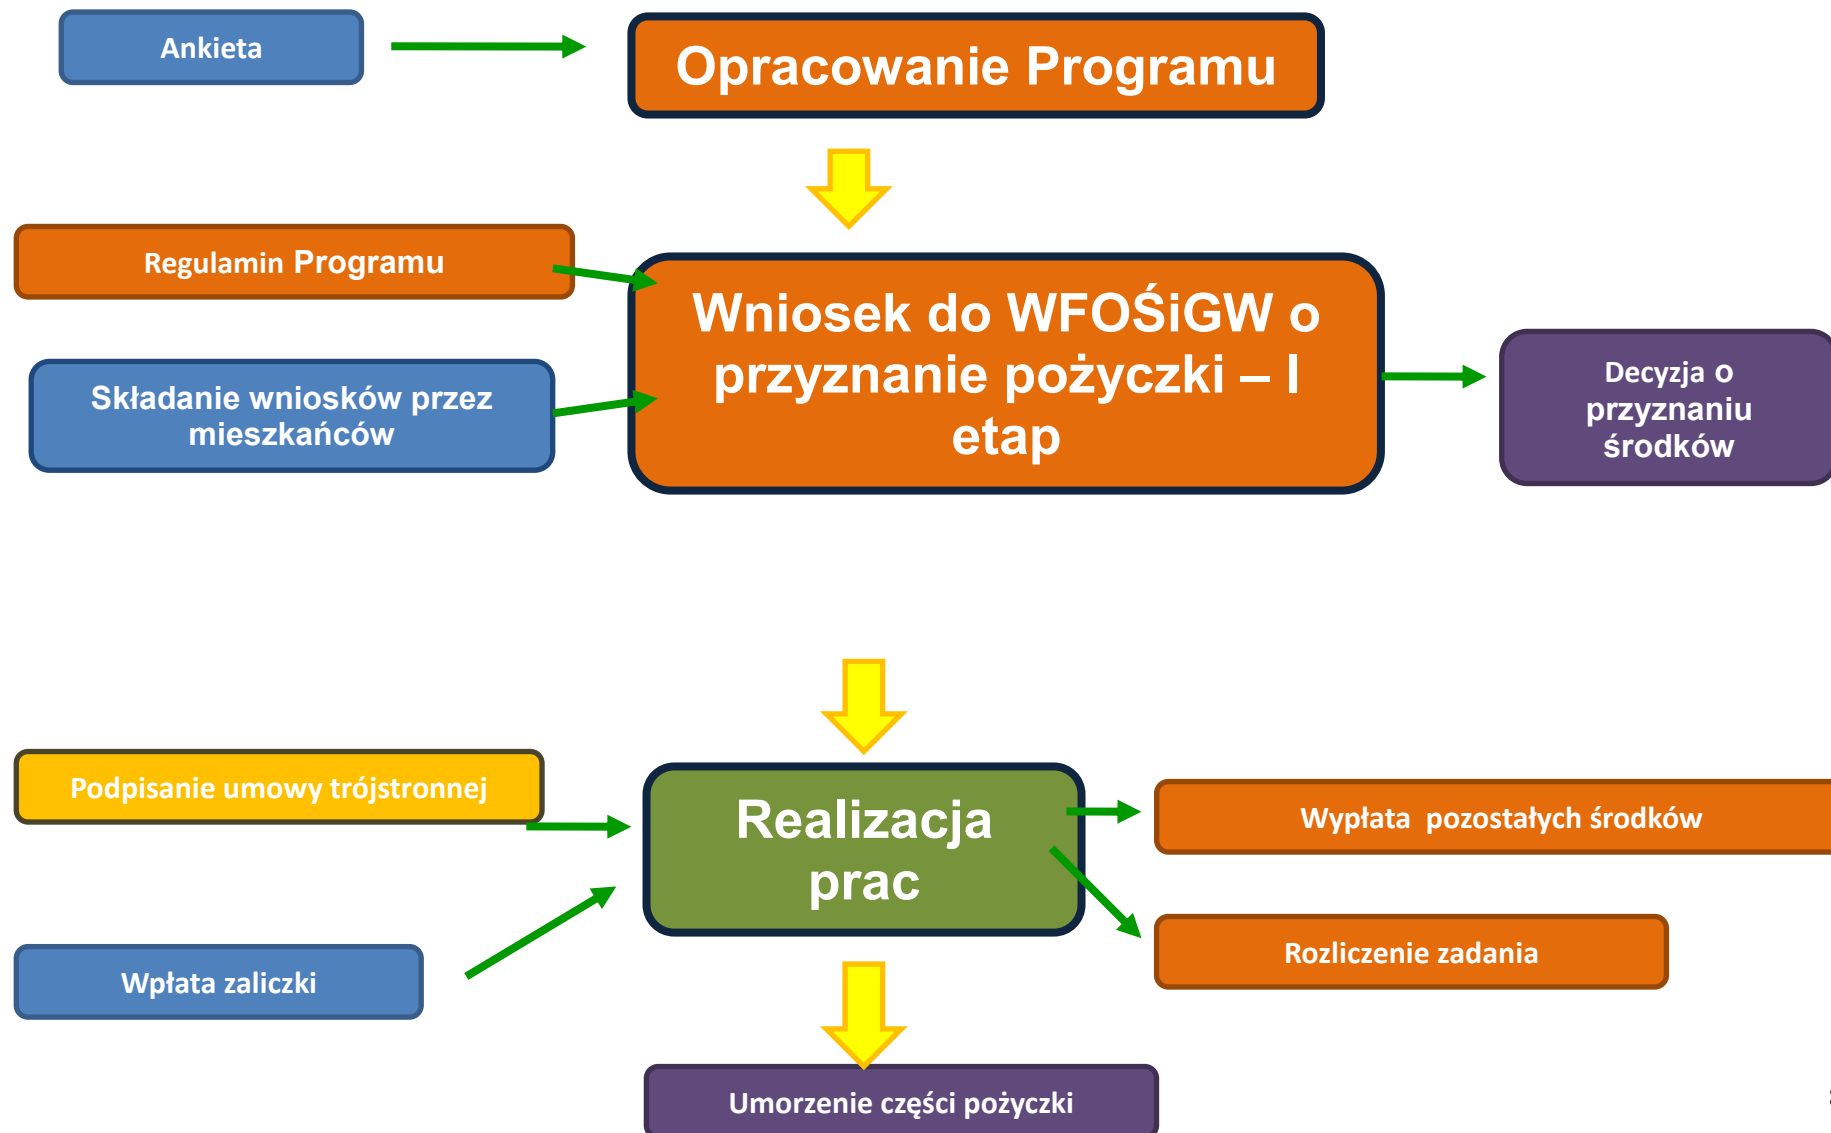 Ankieta
Opracowanie Programu
Regulamin Programu
Wniosek do WFOŚiGW o
przyznanie pożyczki – I
etap
Składanie wniosków przez
mieszkańców
Decyzja o
przyznaniu
środków
Podpisanie umowy trójstronnej
Realizacja
prac
Wypłata pozostałych środków
Wpłata zaliczki
Rozliczenie zadania
Umorzenie części pożyczki